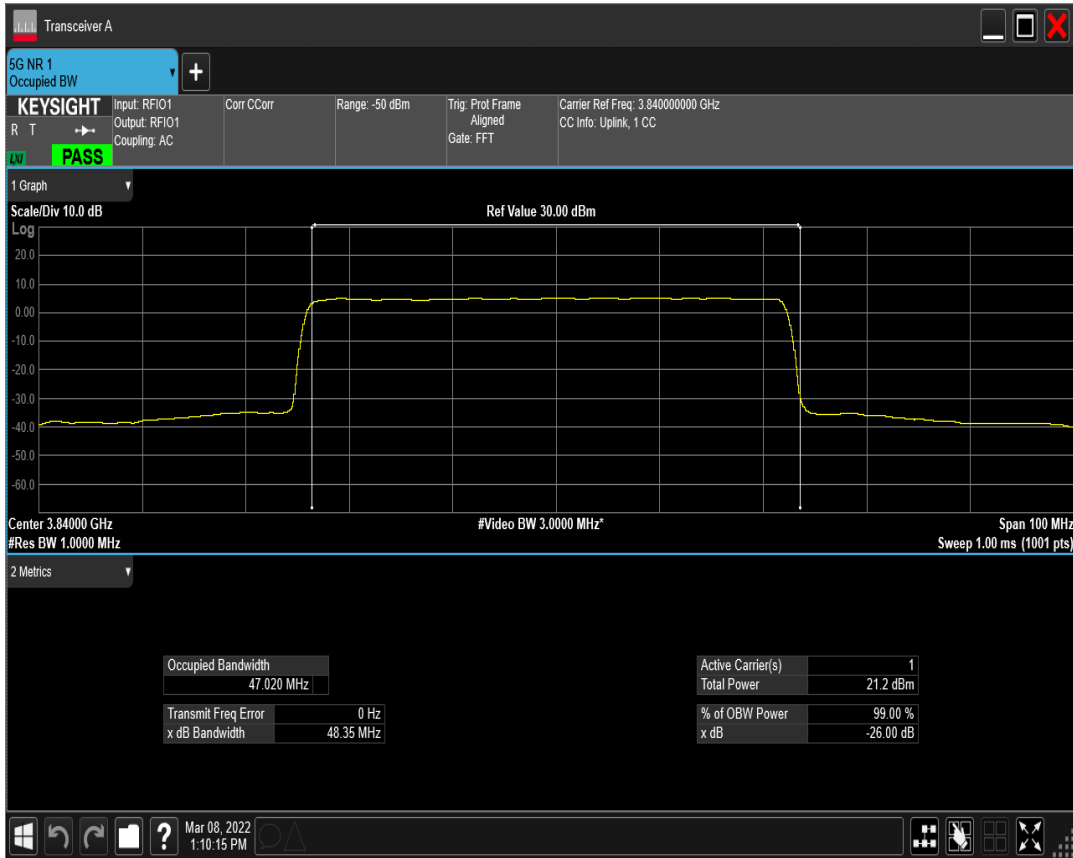 Transceiver A
5G NR 1
Occupied BW
+
KEYSIGHT
R T
LXI
PASS
Input: RFIO1
Output: RFIO1
Coupling: AC
Corr CCorr
Range: -50 dBm
Trig: Prot Frame
Aligned
Gate: FFT
Carrier Ref Freq: 3.840000000 GHz
CC Info: Uplink, 1 CC
1 Graph
Scale/Div 10.0 dB
Ref Value 30.00 dBm
Log
20.0
10.0
0.00
-10.0
-20.0
-30.0
-40.0
-50.0
-60.0
Center 3.84000 GHz
#Video BW 3.0000 MHz*
Span 100 MHz
#Res BW 1.0000 MHz
Sweep 1.00 ms (1001 pts)
2 Metrics
Occupied Bandwidth
47.020 MHz
Transmit Freq Error 0 Hz
x dB Bandwidth 48.35 MHz
Active Carrier(s) 1
Total Power 21.2 dBm
% of OBW Power 99.00 %
x dB -26.00 dB
?
Mar 08, 2022
1:10:15 PM